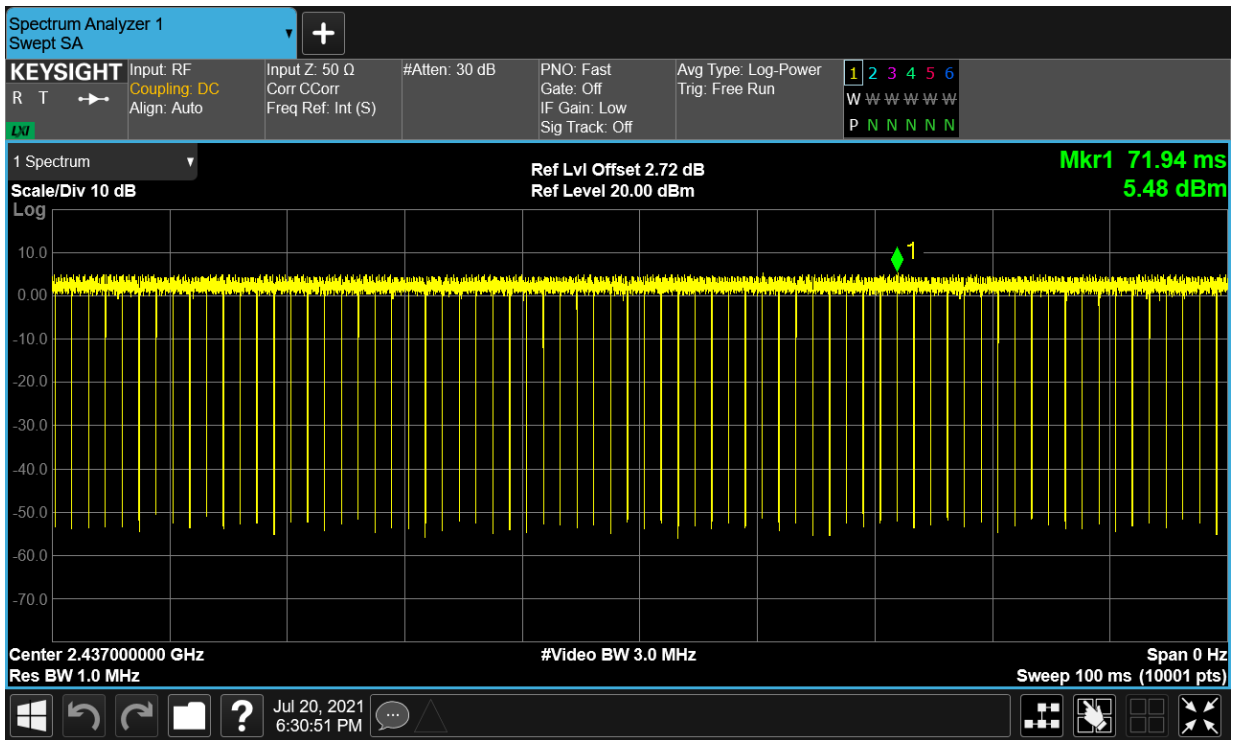 Spectrum Analyzer 1
Swept SA
KEYSIGHT
R T
LXI
Input: RF
Coupling: DC
Align: Auto
Input Z: 50 Ω
Corr CCorr
Freq Ref: Int (S)
#Atten: 30 dB
PNO: Fast
Gate: Off
IF Gain: Low
Sig Track: Off
Avg Type: Log-Power
Trig: Free Run
1 2 3 4 5 6
W W W W W W
P N N N N N
1 Spectrum
Scale/Div 10 dB
Log
Ref Lvl Offset 2.72 dB
Ref Level 20.00 dBm
Mkr1 71.94 ms
5.48 dBm
1
10.0
0.00
-10.0
-20.0
-30.0
-40.0
-50.0
-60.0
-70.0
Center 2.437000000 GHz
Res BW 1.0 MHz
#Video BW 3.0 MHz
Span 0 Hz
Sweep 100 ms (10001 pts)
?
Jul 20, 2021
6:30:51 PM